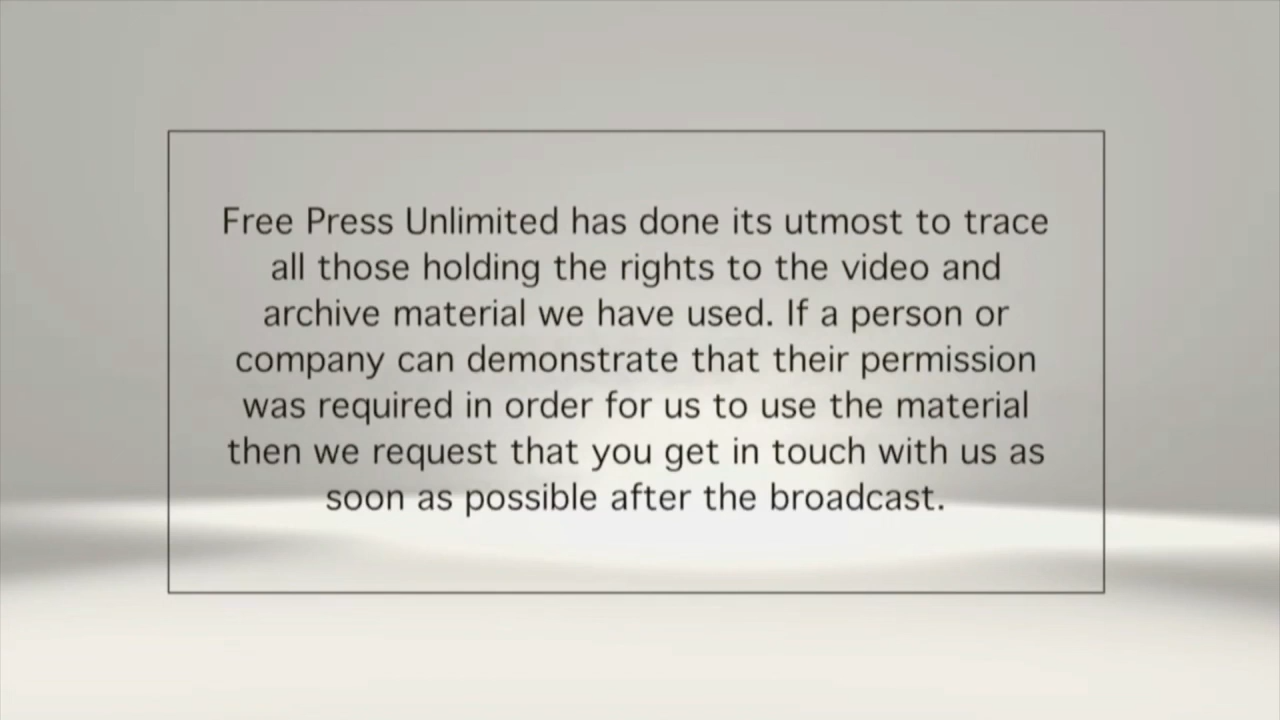 Free Press Unlimited has done its utmost to trace
all those holding the rights to the video and
archive material we have used. If a person or
company can demonstrate that their permission
was required in order for us to use the material
then we request that you get in touch with us as
soon as possible after the broadcast.